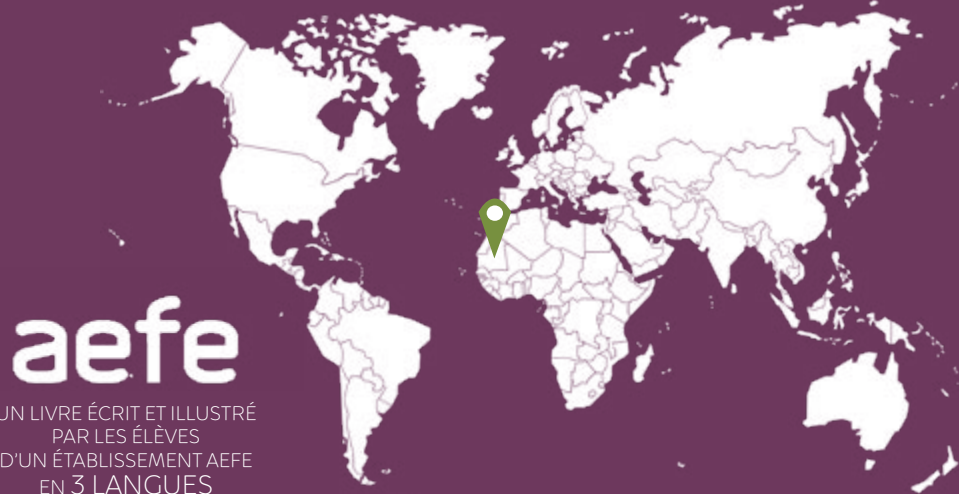 aefe
UN LIVRE ÉCRIT ET ILLUSTRÉ
PAR LES ÉLÈVES
D'UN ÉTABLISSEMENT AEFE
EN 3 LANGUES